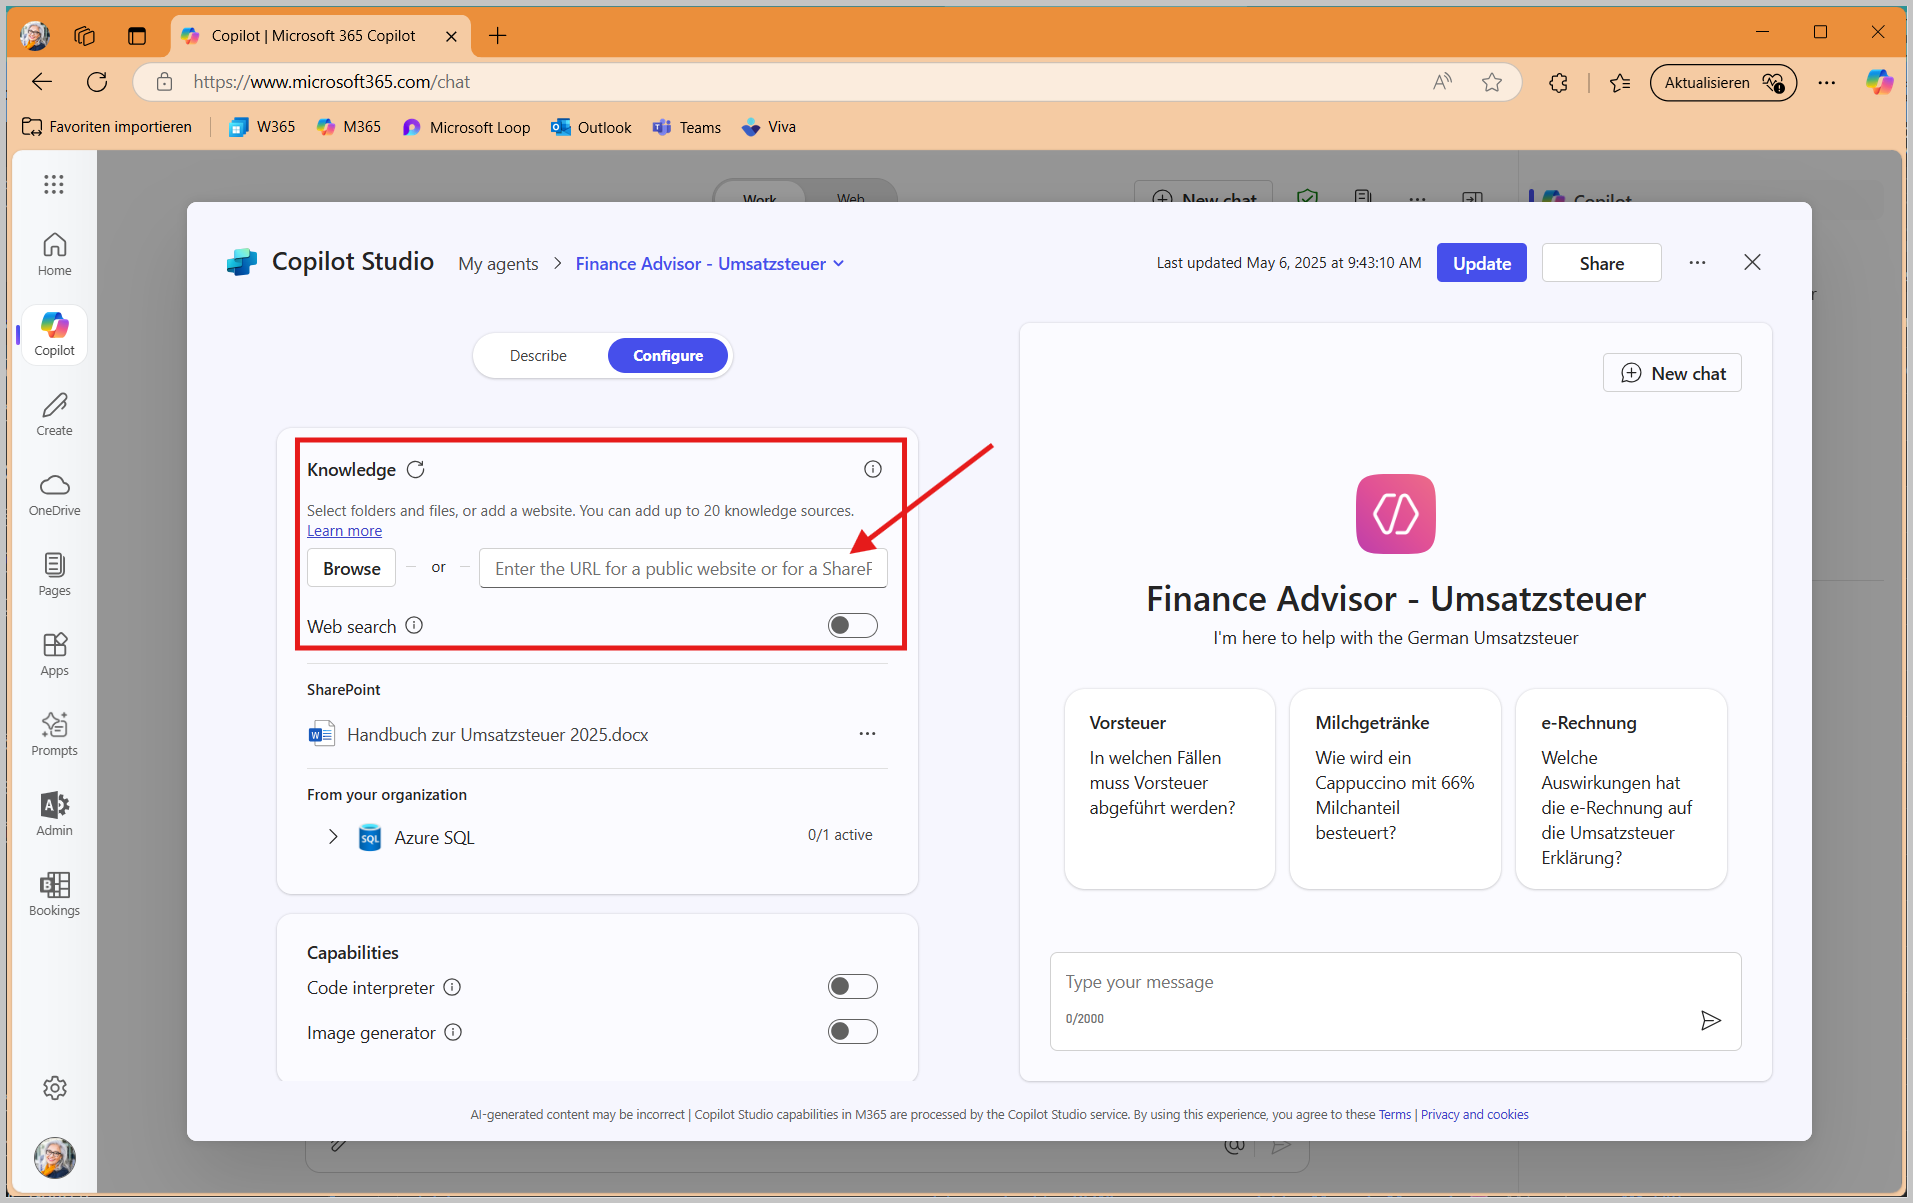 Copilot | Microsoft 365 Copilot
https://www.microsoft365.com/chat
Aktualisieren
Favoriten importieren
W365
M365
Microsoft Loop
Outlook
Teams
Viva
Work
Web
New chat
Copilot
Home
Copilot
Create
OneDrive
Pages
Apps
Prompts
Admin
Bookings
Copilot Studio
My agents > Finance Advisor - Umsatzsteuer
Last updated May 6, 2025 at 9:43:10 AM
Update
Share
Describe
Configure
Knowledge
Select folders and files, or add a website. You can add up to 20 knowledge sources.
Learn more
Browse
or
Enter the URL for a public website or for a ShareP
Web search
SharePoint
Handbuch zur Umsatzsteuer 2025.docx
From your organization
SQL
Azure SQL
0/1 active
Capabilities
Code interpreter
Image generator
New chat
Finance Advisor - Umsatzsteuer
I'm here to help with the German Umsatzsteuer
Vorsteuer
In welchen Fällen
muss Vorsteuer
abgeführt werden?
Milchgetränke
Wie wird ein
Cappuccino mit 66%
Milchanteil
besteuert?
e-Rechnung
Welche
Auswirkungen hat
die e-Rechnung auf
die Umsatzsteuer
Erklärung?
Type your message
0/2000
AI-generated content may be incorrect | Copilot Studio capabilities in M365 are processed by the Copilot Studio service. By using this experience, you agree to these Terms | Privacy and cookies